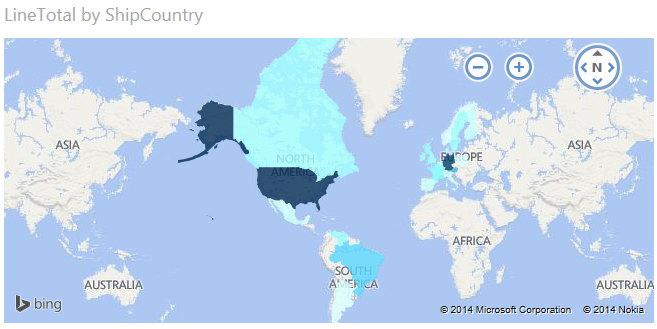 LineTotal by ShipCountry
N
ASIA
NORTH
AMERICA
EUROPE
ASIA
AFRICA
SOUTH
AMERICA
AUSTRALIA
AUSTRALIA
bing
© 2014 Microsoft Corporation © 2014 Nokia